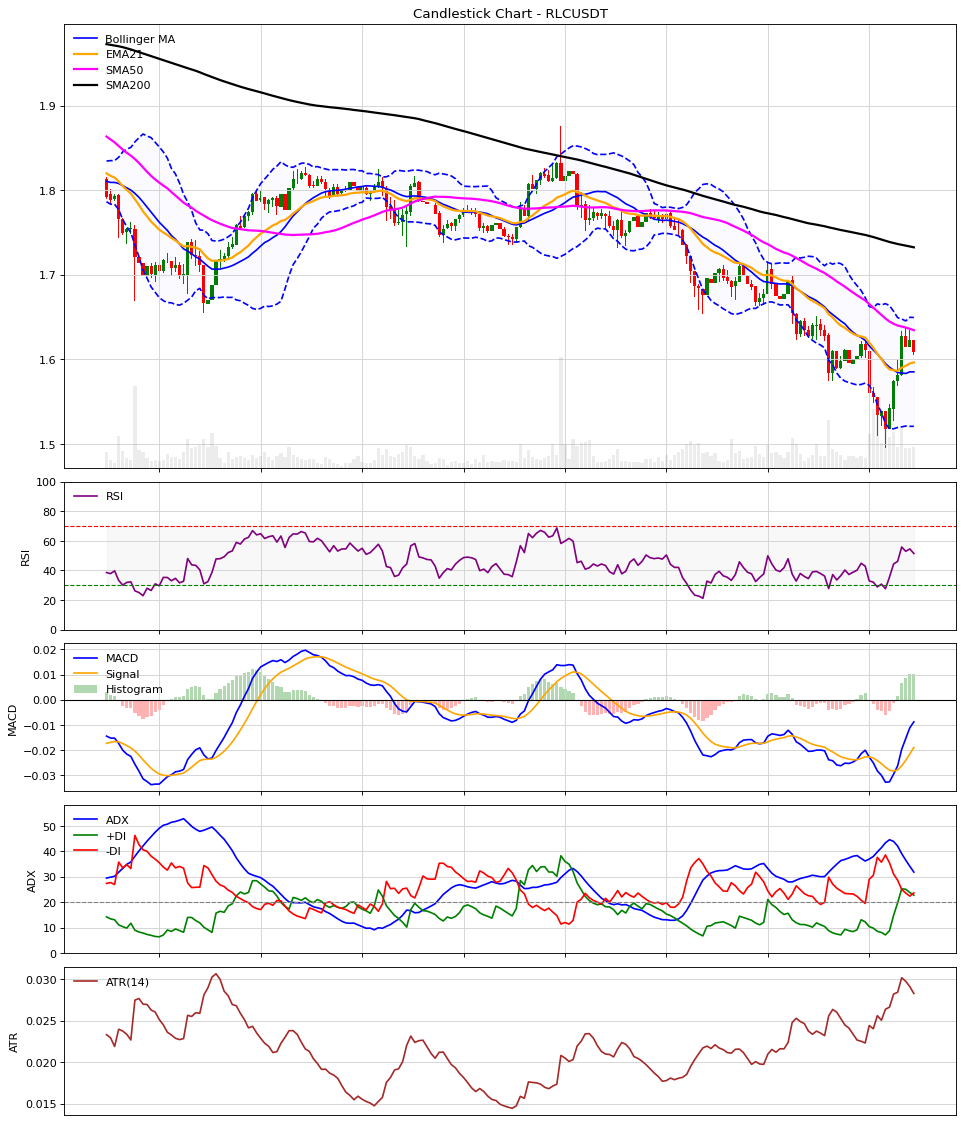 Candlestick Chart - RLCUSDT
Bollinger MA
EMA21
SMA50
SMA200
1.9
1.8
1.7
1.6
1.5
RSI
RSI
100
80
60
40
20
0
MACD
Signal
Histogram
MACD
0.02
0.01
0.00
−0.01
−0.02
−0.03
ADX
+DI
-DI
ADX
50
40
30
20
10
0
ATR(14)
ATR
0.030
0.025
0.020
0.015